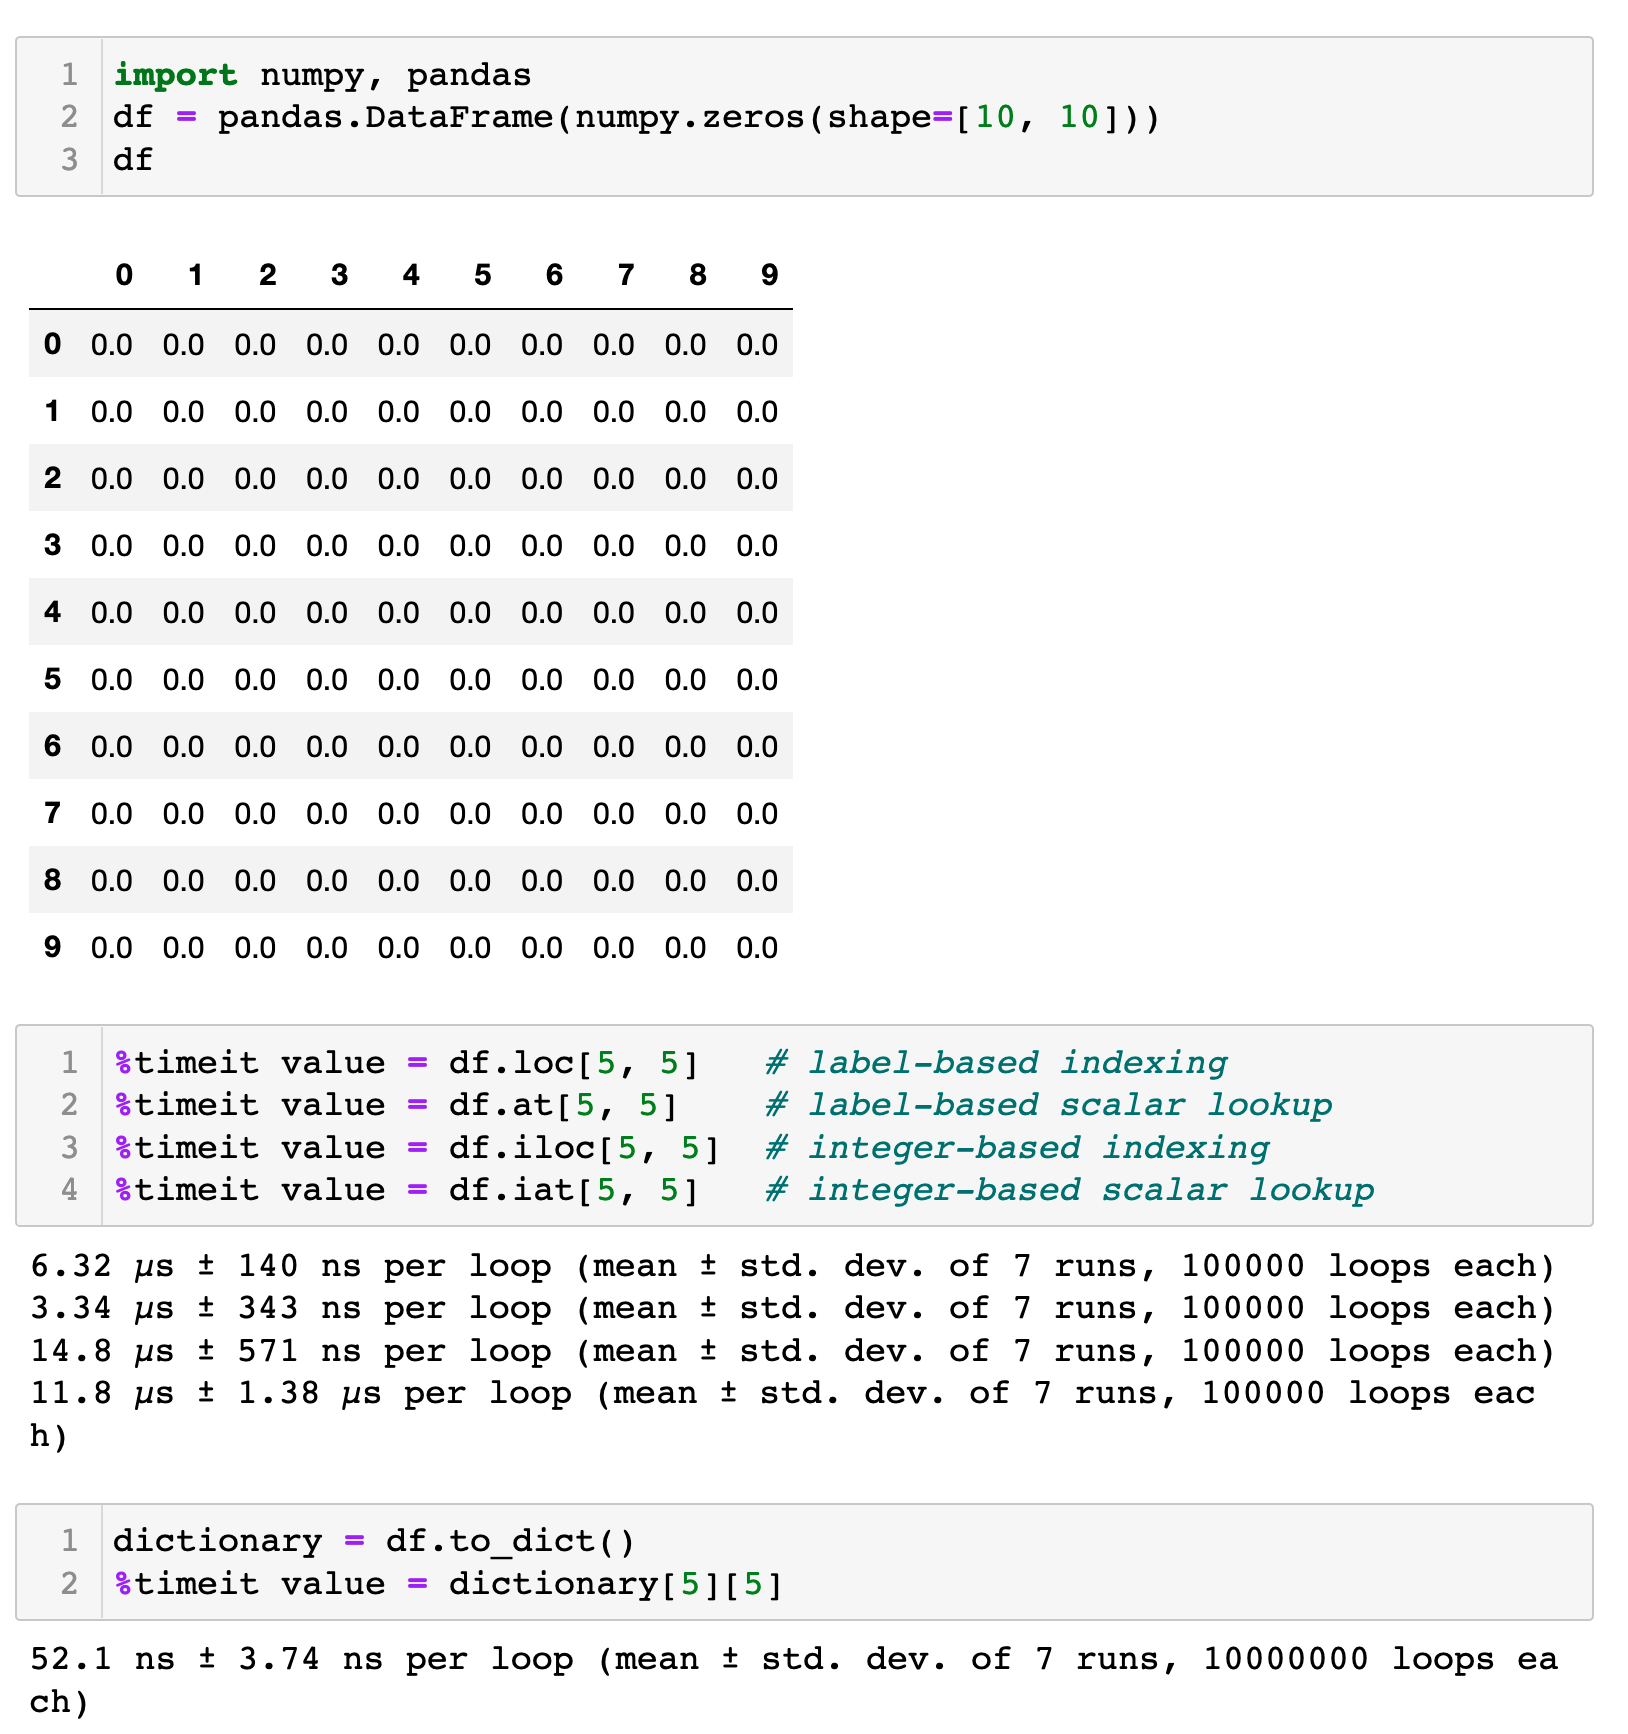 1 import numpy, pandas
2 df = pandas.DataFrame(numpy.zeros(shape=[10, 10]))
3 df
0 1 2 3 4 5 6 7 8 9
0 0.0 0.0 0.0 0.0 0.0 0.0 0.0 0.0 0.0 0.0
1 0.0 0.0 0.0 0.0 0.0 0.0 0.0 0.0 0.0 0.0
2 0.0 0.0 0.0 0.0 0.0 0.0 0.0 0.0 0.0 0.0
3 0.0 0.0 0.0 0.0 0.0 0.0 0.0 0.0 0.0 0.0
4 0.0 0.0 0.0 0.0 0.0 0.0 0.0 0.0 0.0 0.0
5 0.0 0.0 0.0 0.0 0.0 0.0 0.0 0.0 0.0 0.0
6 0.0 0.0 0.0 0.0 0.0 0.0 0.0 0.0 0.0 0.0
7 0.0 0.0 0.0 0.0 0.0 0.0 0.0 0.0 0.0 0.0
8 0.0 0.0 0.0 0.0 0.0 0.0 0.0 0.0 0.0 0.0
9 0.0 0.0 0.0 0.0 0.0 0.0 0.0 0.0 0.0 0.0
1 %timeit value = df.loc[5, 5]   # label-based indexing
2 %timeit value = df.at[5, 5]    # label-based scalar lookup
3 %timeit value = df.iloc[5, 5]  # integer-based indexing
4 %timeit value = df.iat[5, 5]   # integer-based scalar lookup
6.32 µs ± 140 ns per loop (mean ± std. dev. of 7 runs, 100000 loops each)
3.34 µs ± 343 ns per loop (mean ± std. dev. of 7 runs, 100000 loops each)
14.8 µs ± 571 ns per loop (mean ± std. dev. of 7 runs, 100000 loops each)
11.8 µs ± 1.38 µs per loop (mean ± std. dev. of 7 runs, 100000 loops eac
h)
1 dictionary = df.to_dict()
2 %timeit value = dictionary[5][5]
52.1 ns ± 3.74 ns per loop (mean ± std. dev. of 7 runs, 10000000 loops ea
ch)